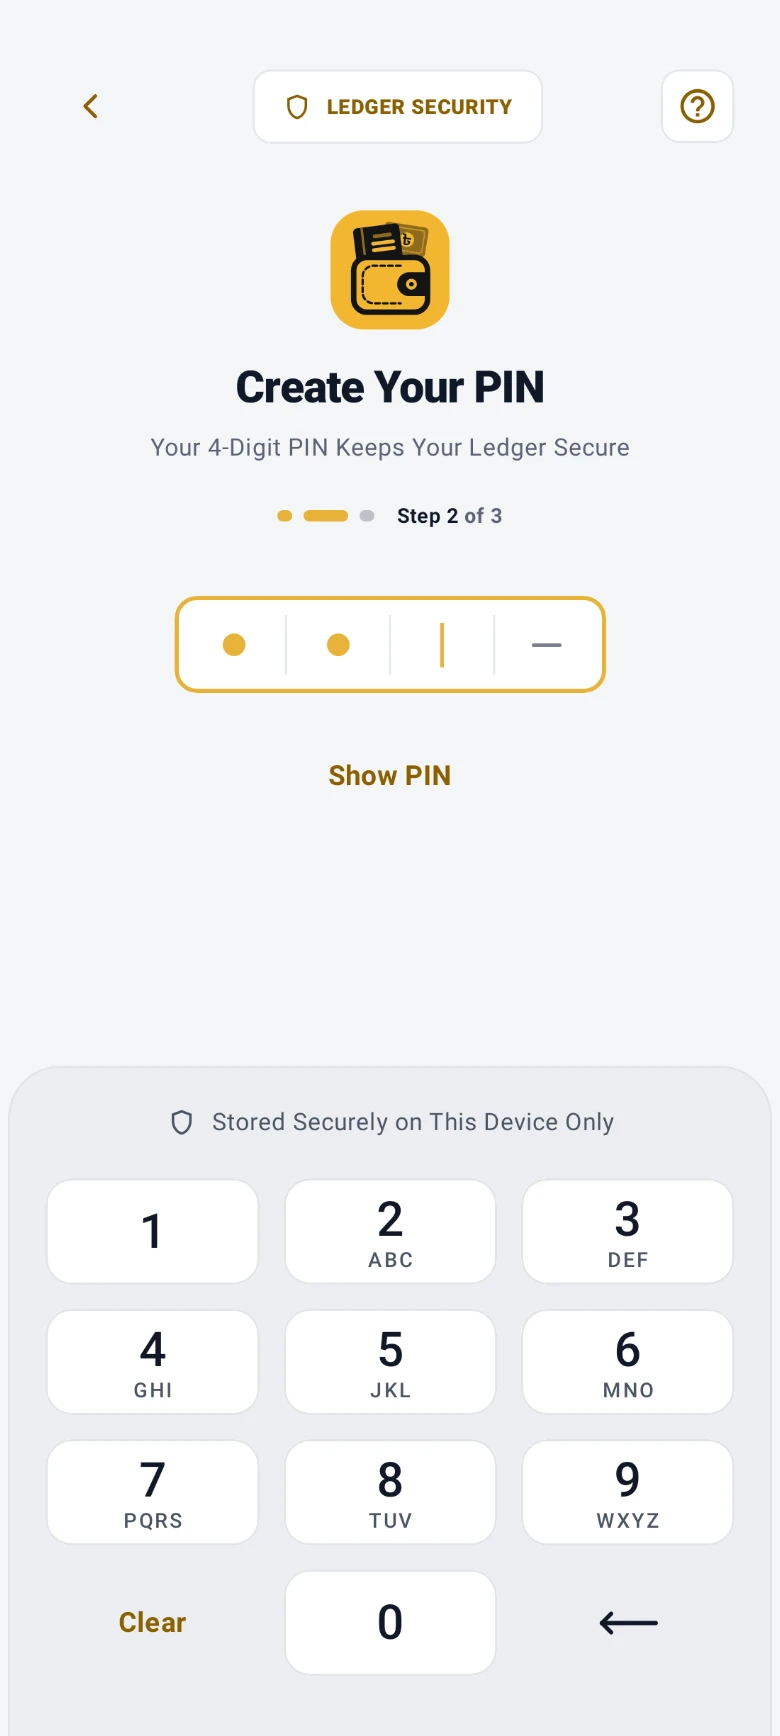 LEDGER SECURITY
৳
Create Your PIN
Your 4-Digit PIN Keeps Your Ledger Secure
Step 2 of 3
Show PIN
Stored Securely on This Device Only
1
2
ABC
3
DEF
4
GHI
5
JKL
6
MNO
7
PQRS
8
TUV
9
WXYZ
Clear
0